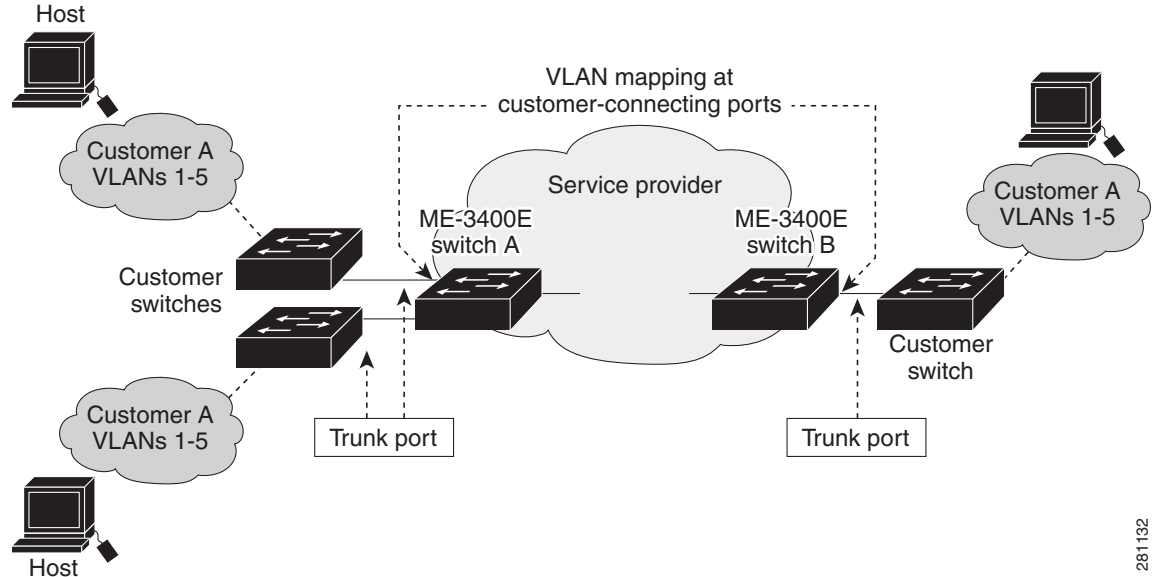 Host
VLAN mapping at
customer-connecting ports
Customer A
VLANs 1-5
Service provider
Customer A
VLANs 1-5
ME-3400E
switch A
ME-3400E
switch B
Customer
switches
Customer
switch
Customer A
VLANs 1-5
Trunk port
Trunk port
Host
281132